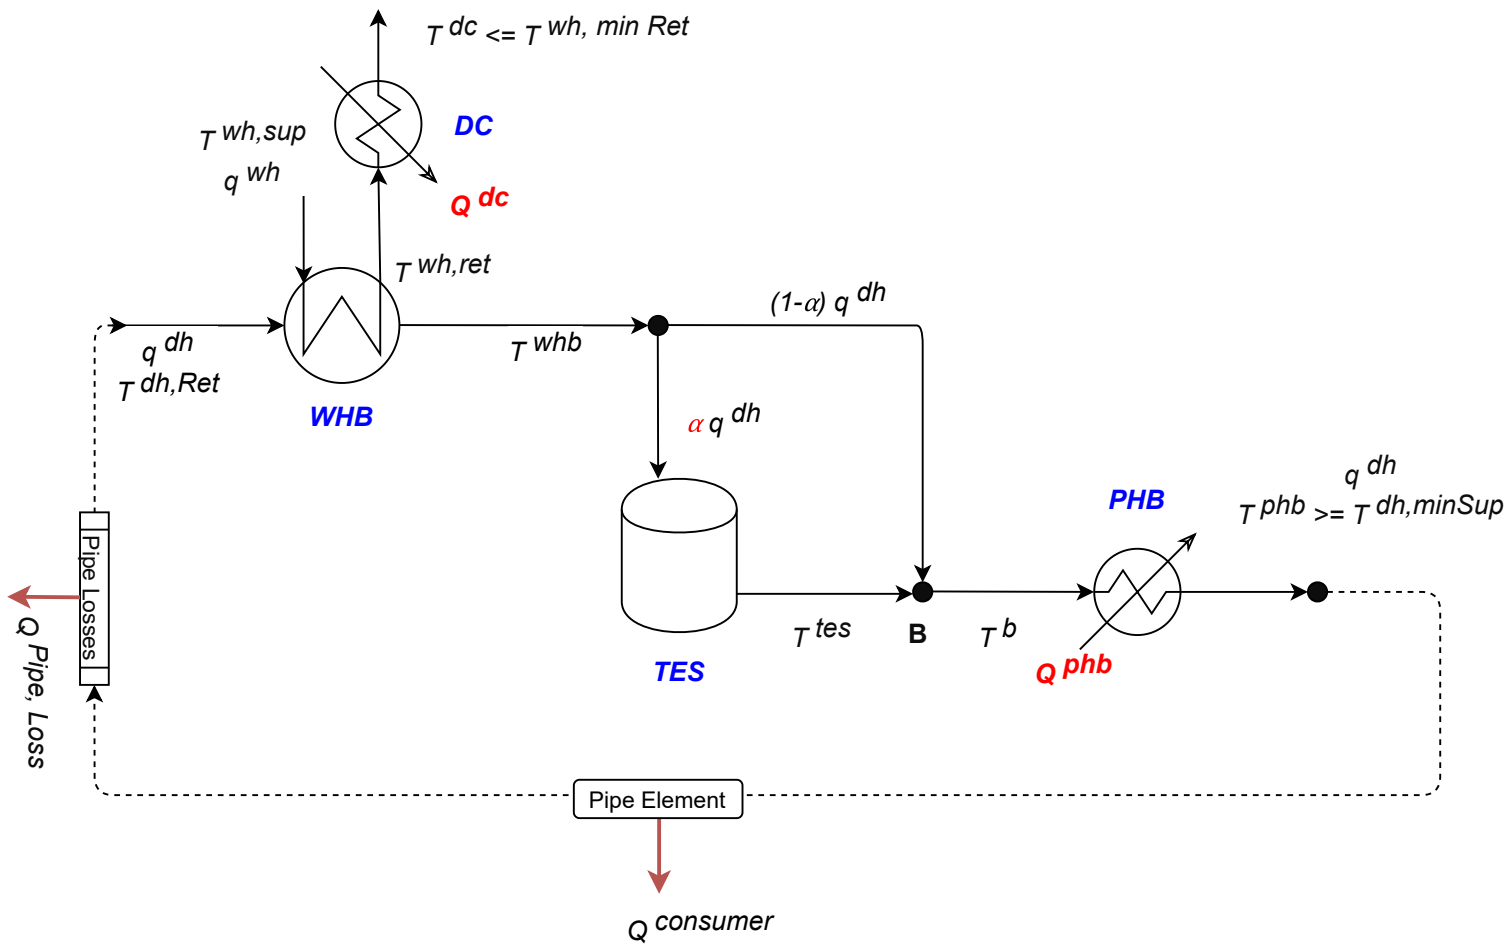 T dc <= T wh, min Ret
DC
T wh,sup
q wh
Q dc
T wh,ret
(1-α) q dh
q dh
T whb
T dh,Ret
WHB
α q dh
q dh
PHB
T phb >= T dh,minSup
Pipe Losses
Q Pipe, Loss
T tes
B
T b
TES
Q phb
Pipe Element
Q consumer